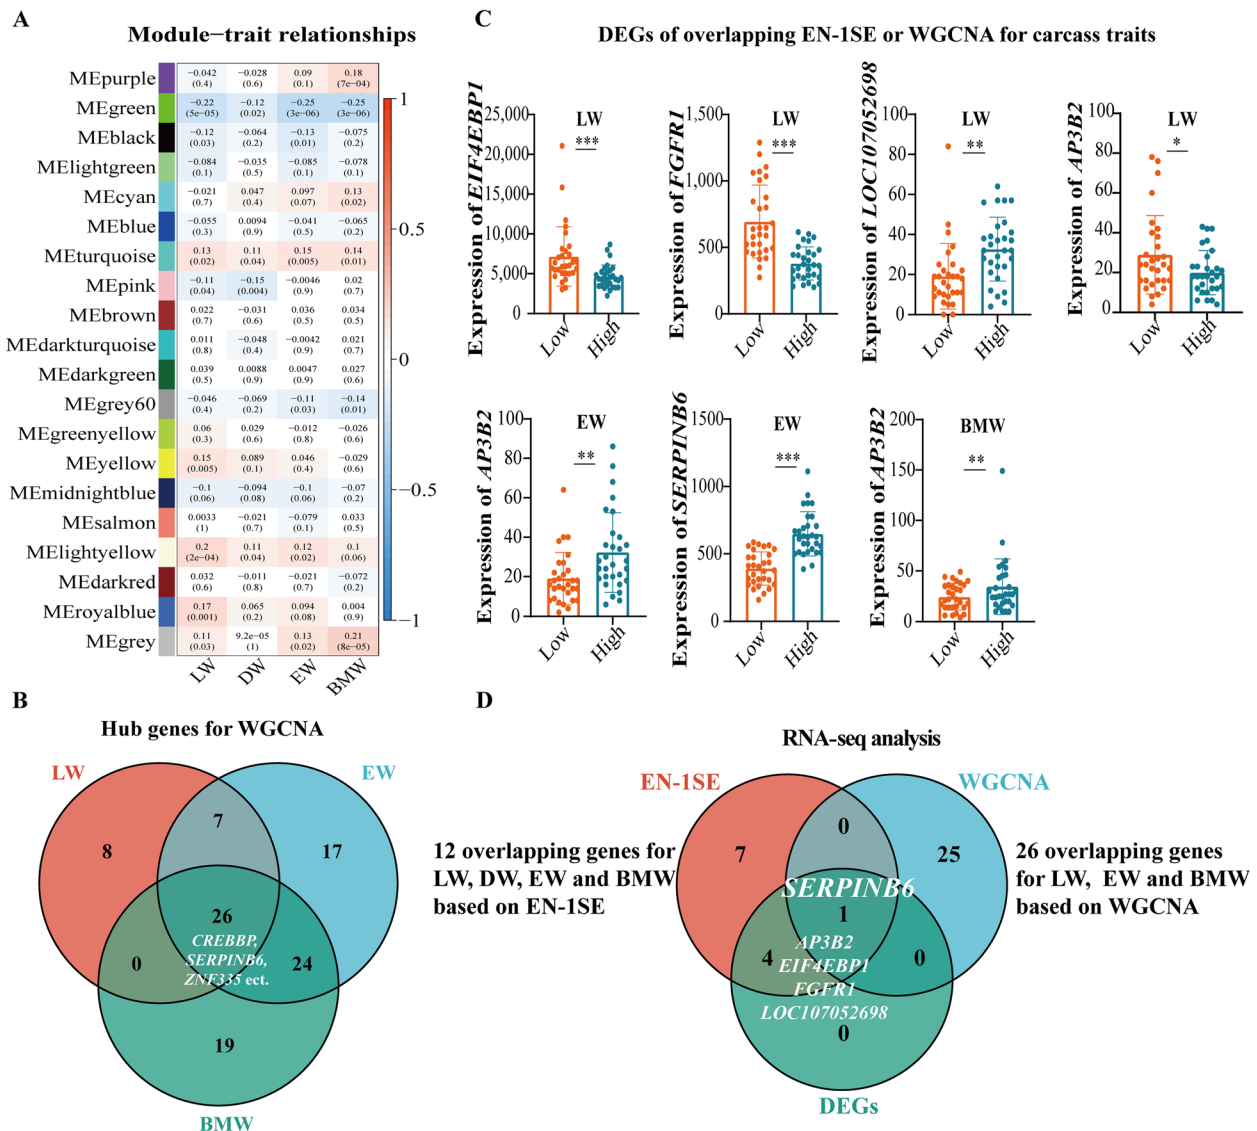 A
Module−trait relationships
MEpurple
−0.042 −0.028 0.09 0.18
(0.4) (0.6) (0.1) (7e−04)
MEgreen
−0.22 −0.12 −0.25 −0.25
(5e−05) (0.02) (3e−06) (3e−06)
MEblack
−0.12 −0.064 −0.13 −0.075
(0.03) (0.2) (0.01) (0.2)
MElightgreen
−0.084 −0.035 −0.085 −0.078
(0.1) (0.5) (0.1) (0.1)
MEcyan
−0.021 0.047 0.097 0.13
(0.7) (0.4) (0.07) (0.02)
MEblue
−0.055 0.0094 −0.041 −0.065
(0.3) (0.9) (0.5) (0.2)
MEturquoise
0.13 0.11 0.15 0.14
(0.02) (0.04) (0.005) (0.01)
MEpink
−0.11 −0.15 −0.0046 0.02
(0.04) (0.004) (0.9) (0.7)
MEbrown
0.022 −0.031 0.036 0.034
(0.7) (0.6) (0.5) (0.5)
MEdarkturquoise
0.011 −0.048 −0.0042 0.021
(0.8) (0.4) (0.9) (0.7)
MEdarkgreen
0.039 0.0088 0.0047 0.027
(0.5) (0.9) (0.9) (0.6)
MEgrey60
−0.046 −0.069 −0.11 −0.14
(0.4) (0.2) (0.03) (0.01)
MEgreenyellow
0.06 0.029 −0.012 −0.026
(0.3) (0.6) (0.8) (0.6)
MEyellow
0.15 0.089 0.046 −0.029
(0.005) (0.1) (0.4) (0.6)
MEmidnightblue
−0.1 −0.094 −0.1 −0.07
(0.06) (0.08) (0.06) (0.2)
MEsalmon
0.0033 −0.021 −0.079 0.033
(1) (0.7) (0.1) (0.5)
MElightyellow
0.2 0.11 0.12 0.1
(2e−04) (0.04) (0.02) (0.06)
MEdarkred
0.032 −0.011 −0.021 −0.072
(0.6) (0.8) (0.7) (0.2)
MEroyalblue
0.17 0.065 0.094 0.004
(0.001) (0.2) (0.08) (0.9)
MEgrey
0.11 9.2e−05 0.13 0.21
(0.03) (1) (0.02) (8e−05)
LW DW EW BMW
1
0.5
0
−0.5
−1
C
DEGs of overlapping EN-1SE or WGCNA for carcass traits
Expression of EIF4EBP1
25,000
20,000
15,000
10,000
5,000
0
LW
***
Low High
Expression of FGFR1
1,500
1,000
500
0
LW
***
Low High
Expression of LOC107052698
100
80
60
40
20
0
LW
**
Low High
Expression of AP3B2
100
80
60
40
20
0
LW
*
Low High
Expression of AP3B2
100
80
60
40
20
0
EW
**
Low High
Expression of SERPINB6
1500
1000
500
0
EW
***
Low High
Expression of AP3B2
200
150
100
50
0
BMW
**
Low High
B
Hub genes for WGCNA
LW
EW
7
8
17
26
CREBBP,
SERPINB6,
ZNF335 ect.
0
24
19
BMW
D
RNA-seq analysis
EN-1SE
WGCNA
0
7
25
12 overlapping genes for
LW, DW, EW and BMW
based on EN-1SE
26 overlapping genes
for LW, EW and BMW
based on WGCNA
SERPINB6
1
4
0
AP3B2
EIF4EBP1
FGFR1
LOC107052698
0
DEGs